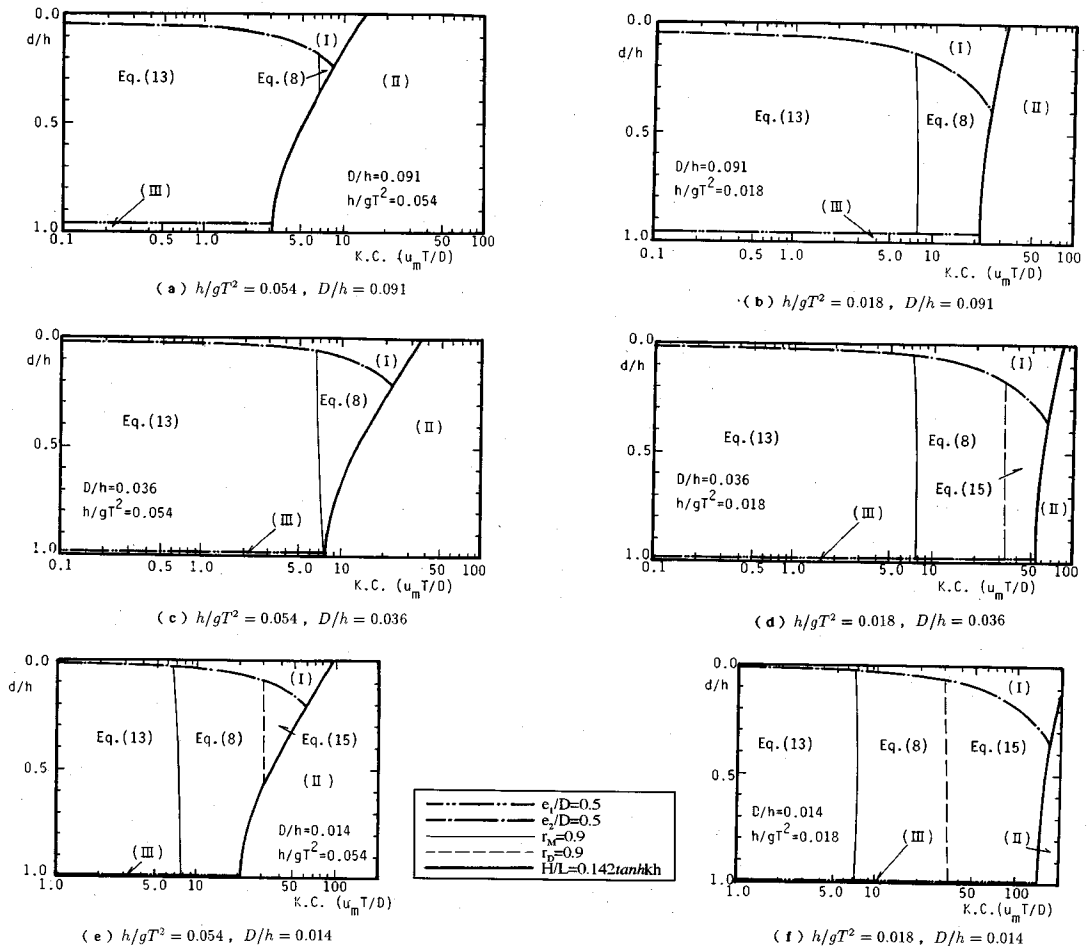 0.0
d/h
0.5
1.0
(I)
Eq.(13)
Eq.(8)
(II)
D/h=0.091
h/gT²=0.054
(III)
0.1 0.5 1.0 5.0 10 50 100
K.C. (uₘT/D)
(a) h/gT² = 0.054, D/h = 0.091
0.0
d/h
0.5
1.0
(I)
Eq.(13)
Eq.(8)
(II)
D/h=0.091
h/gT²=0.018
(III)
0.1 0.5 1.0 5.0 10 50 100
K.C. (uₘT/D)
(b) h/gT² = 0.018, D/h = 0.091
0.0
d/h
0.5
1.0
(I)
Eq.(13)
Eq.(8)
(II)
D/h=0.036
h/gT²=0.054
(III)
0.1 0.5 1.0 5.0 10 50 100
K.C. (uₘT/D)
(c) h/gT² = 0.054, D/h = 0.036
0.0
d/h
0.5
1.0
(I)
Eq.(13)
Eq.(8)
Eq.(15)
(II)
D/h=0.036
h/gT²=0.018
(III)
0.1 0.5 1.0 5.0 10 50 100
K.C. (uₘT/D)
(d) h/gT² = 0.018, D/h = 0.036
0.0
d/h
0.5
1.0
(I)
Eq.(13)
Eq.(8)
Eq.(15)
(II)
D/h=0.014
h/gT²=0.054
(III)
1.0 5.0 10 50 100
K.C. (uₘT/D)
(e) h/gT² = 0.054, D/h = 0.014
e₁/D=0.5
e₂/D=0.5
r_M=0.9
r_D=0.9
H/L=0.142tanhkh
0.0
d/h
0.5
1.0
(I)
Eq.(13)
Eq.(8)
Eq.(15)
D/h=0.014
h/gT²=0.018
(III)
(II)
1.0 5.0 10 50 100
K.C.(uₘT/D)
(f) h/gT² = 0.018, D/h = 0.014